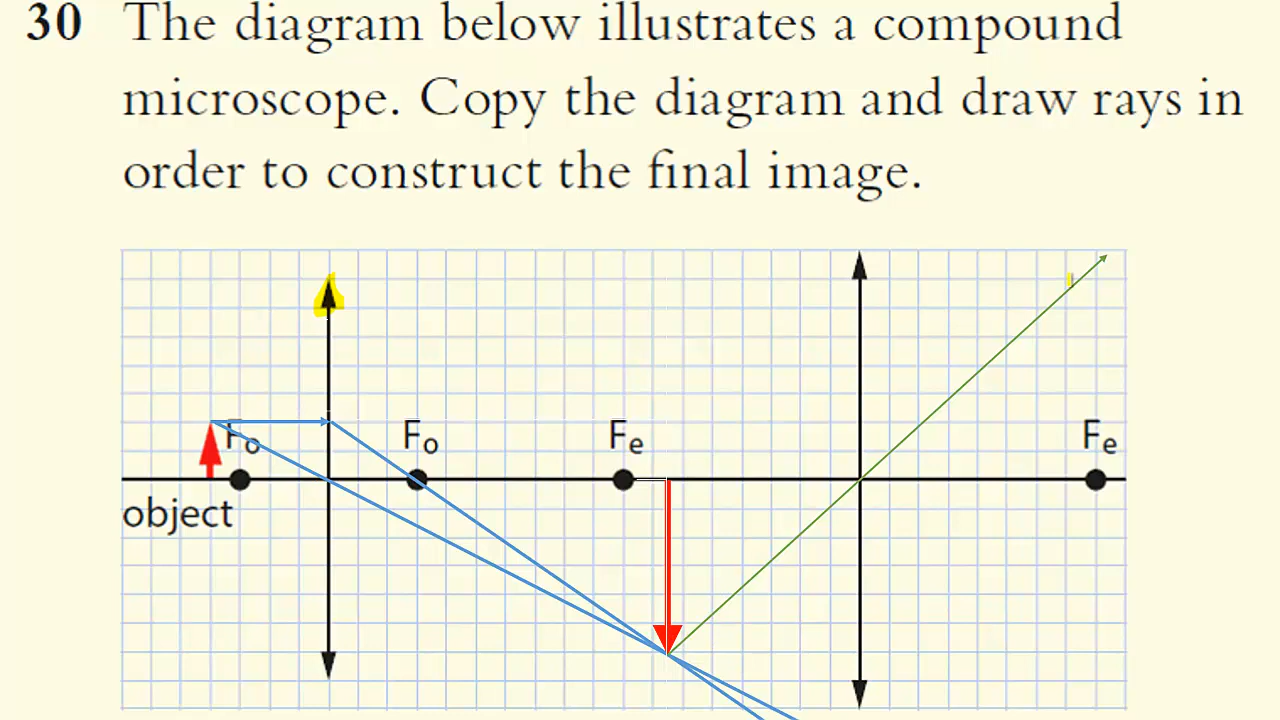 30 The diagram below illustrates a compound
microscope. Copy the diagram and draw rays in
order to construct the final image.
Fo Fo Fe Fe
object